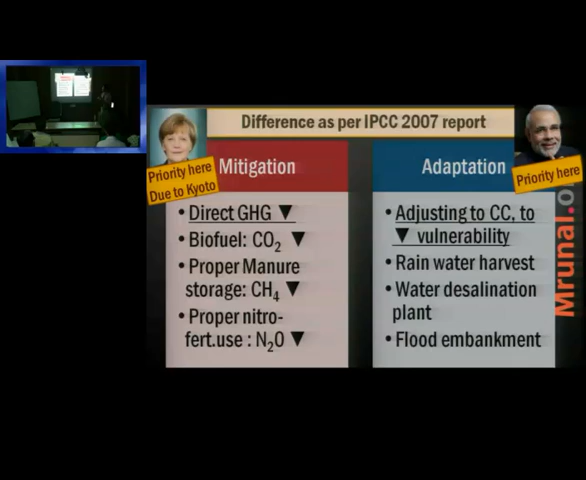 Difference as per IPCC 2007 report
Priority here
Due to Kyoto
Mitigation
• Direct GHG ▼
• Biofuel: CO₂ ▼
• Proper Manure
storage: CH₄ ▼
• Proper nitro-
fert.use : N₂O ▼
Adaptation
Priority here
• Adjusting to CC, to
▼ vulnerability
• Rain water harvest
• Water desalination
plant
• Flood embankment
Mrunal.o